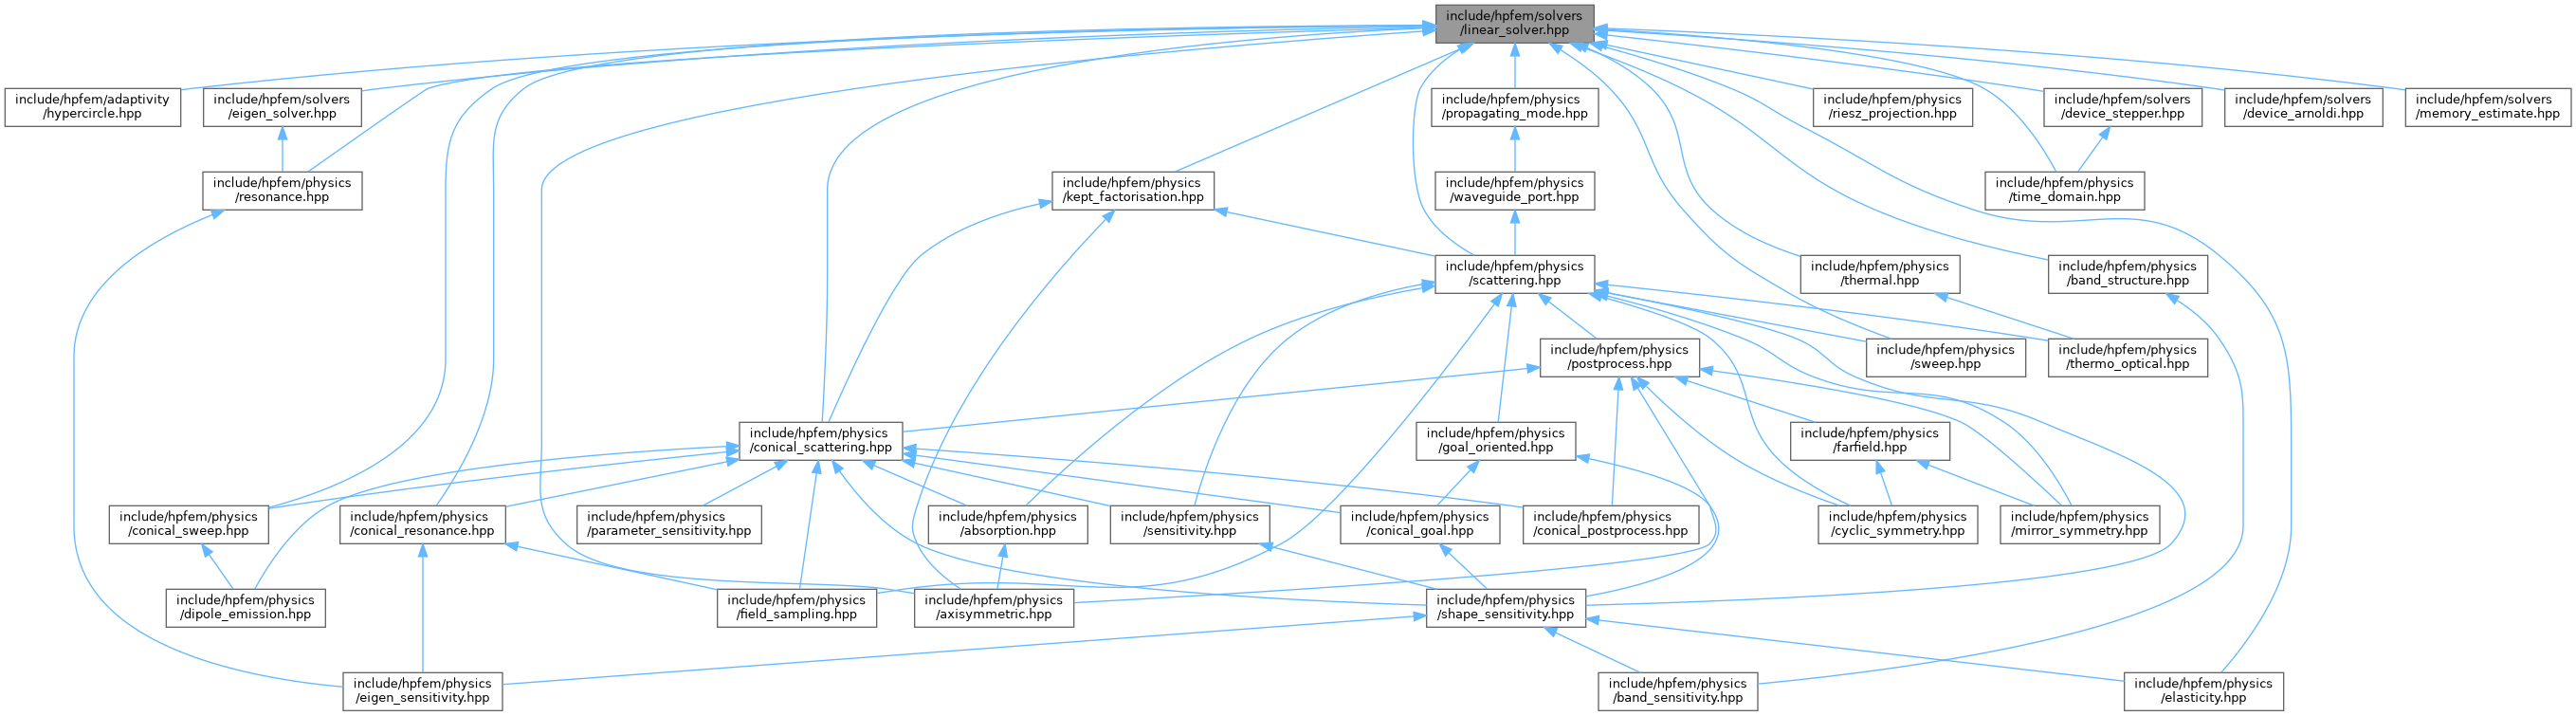 include/hpfem/solvers
/linear_solver.hpp
include/hpfem/adaptivity
/hypercircle.hpp
include/hpfem/solvers
/eigen_solver.hpp
include/hpfem/physics
/propagating_mode.hpp
include/hpfem/physics
/riesz_projection.hpp
include/hpfem/solvers
/device_stepper.hpp
include/hpfem/solvers
/device_arnoldi.hpp
include/hpfem/solvers
/memory_estimate.hpp
include/hpfem/physics
/resonance.hpp
include/hpfem/physics
/kept_factorisation.hpp
include/hpfem/physics
/waveguide_port.hpp
include/hpfem/physics
/time_domain.hpp
include/hpfem/physics
/scattering.hpp
include/hpfem/physics
/thermal.hpp
include/hpfem/physics
/band_structure.hpp
include/hpfem/physics
/postprocess.hpp
include/hpfem/physics
/sweep.hpp
include/hpfem/physics
/thermo_optical.hpp
include/hpfem/physics
/conical_scattering.hpp
include/hpfem/physics
/goal_oriented.hpp
include/hpfem/physics
/farfield.hpp
include/hpfem/physics
/conical_sweep.hpp
include/hpfem/physics
/conical_resonance.hpp
include/hpfem/physics
/parameter_sensitivity.hpp
include/hpfem/physics
/absorption.hpp
include/hpfem/physics
/sensitivity.hpp
include/hpfem/physics
/conical_goal.hpp
include/hpfem/physics
/conical_postprocess.hpp
include/hpfem/physics
/cyclic_symmetry.hpp
include/hpfem/physics
/mirror_symmetry.hpp
include/hpfem/physics
/dipole_emission.hpp
include/hpfem/physics
/field_sampling.hpp
include/hpfem/physics
/axisymmetric.hpp
include/hpfem/physics
/shape_sensitivity.hpp
include/hpfem/physics
/eigen_sensitivity.hpp
include/hpfem/physics
/band_sensitivity.hpp
include/hpfem/physics
/elasticity.hpp